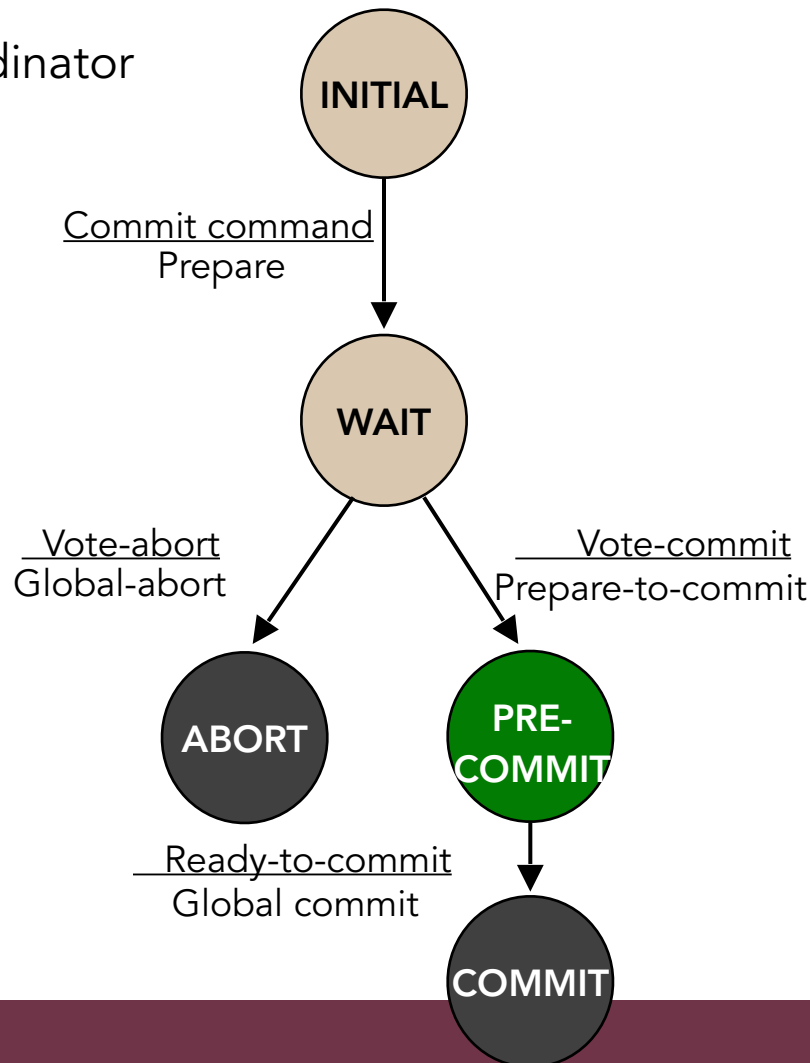 dinator
INITIAL
Commit command
Prepare
WAIT
Vote-abort
Global-abort
Vote-commit
Prepare-to-commit
ABORT
PRE-
COMMIT
Ready-to-commit
Global commit
COMMIT